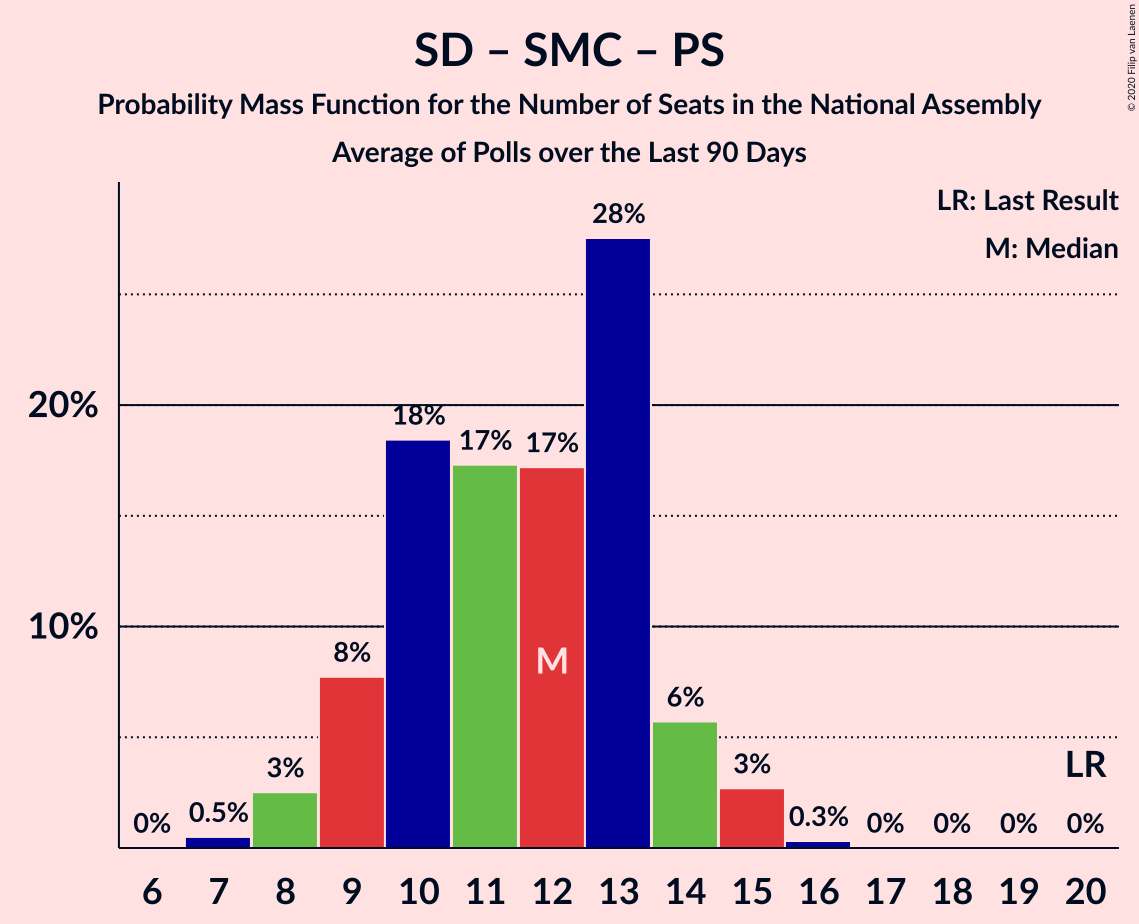 SD – SMC – PS
Probability Mass Function for the Number of Seats in the National Assembly
Average of Polls over the Last 90 Days
© 2020 Filip van Laenen
LR: Last Result
M: Median
28%
20%
18%
17%
17%
10%
8%
M
6%
3%
3%
LR
0%
0.5%
0.3%
0%
0%
0%
0%
6 7 8 9 10 11 12 13 14 15 16 17 18 19 20